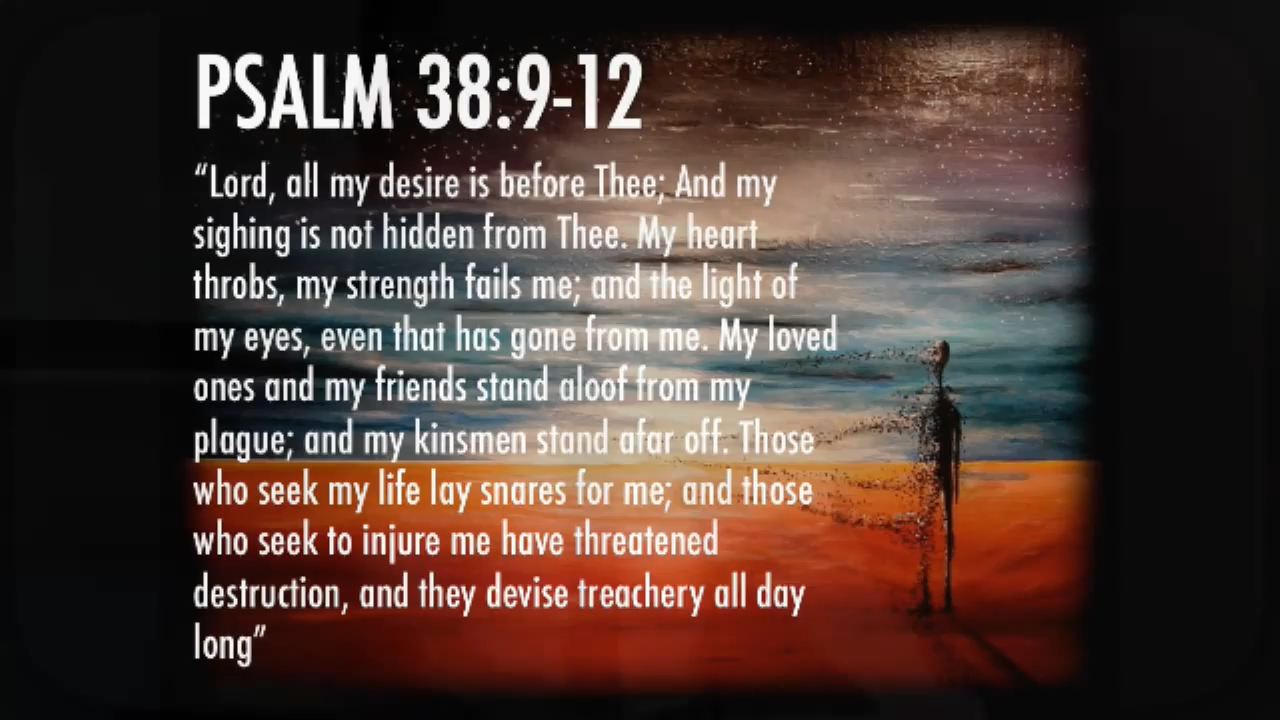 PSALM 38:9-12
“Lord, all my desire is before Thee; And my
sighing is not hidden from Thee. My heart
throbs, my strength fails me; and the light of
my eyes, even that has gone from me. My loved
ones and my friends stand aloof from my
plague; and my kinsmen stand afar off. Those
who seek my life lay snares for me; and those
who seek to injure me have threatened
destruction, and they devise treachery all day
long”